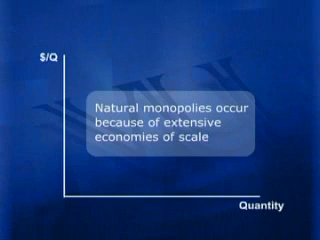 $/Q
Natural monopolies occur
because of extensive
economies of scale
Quantity